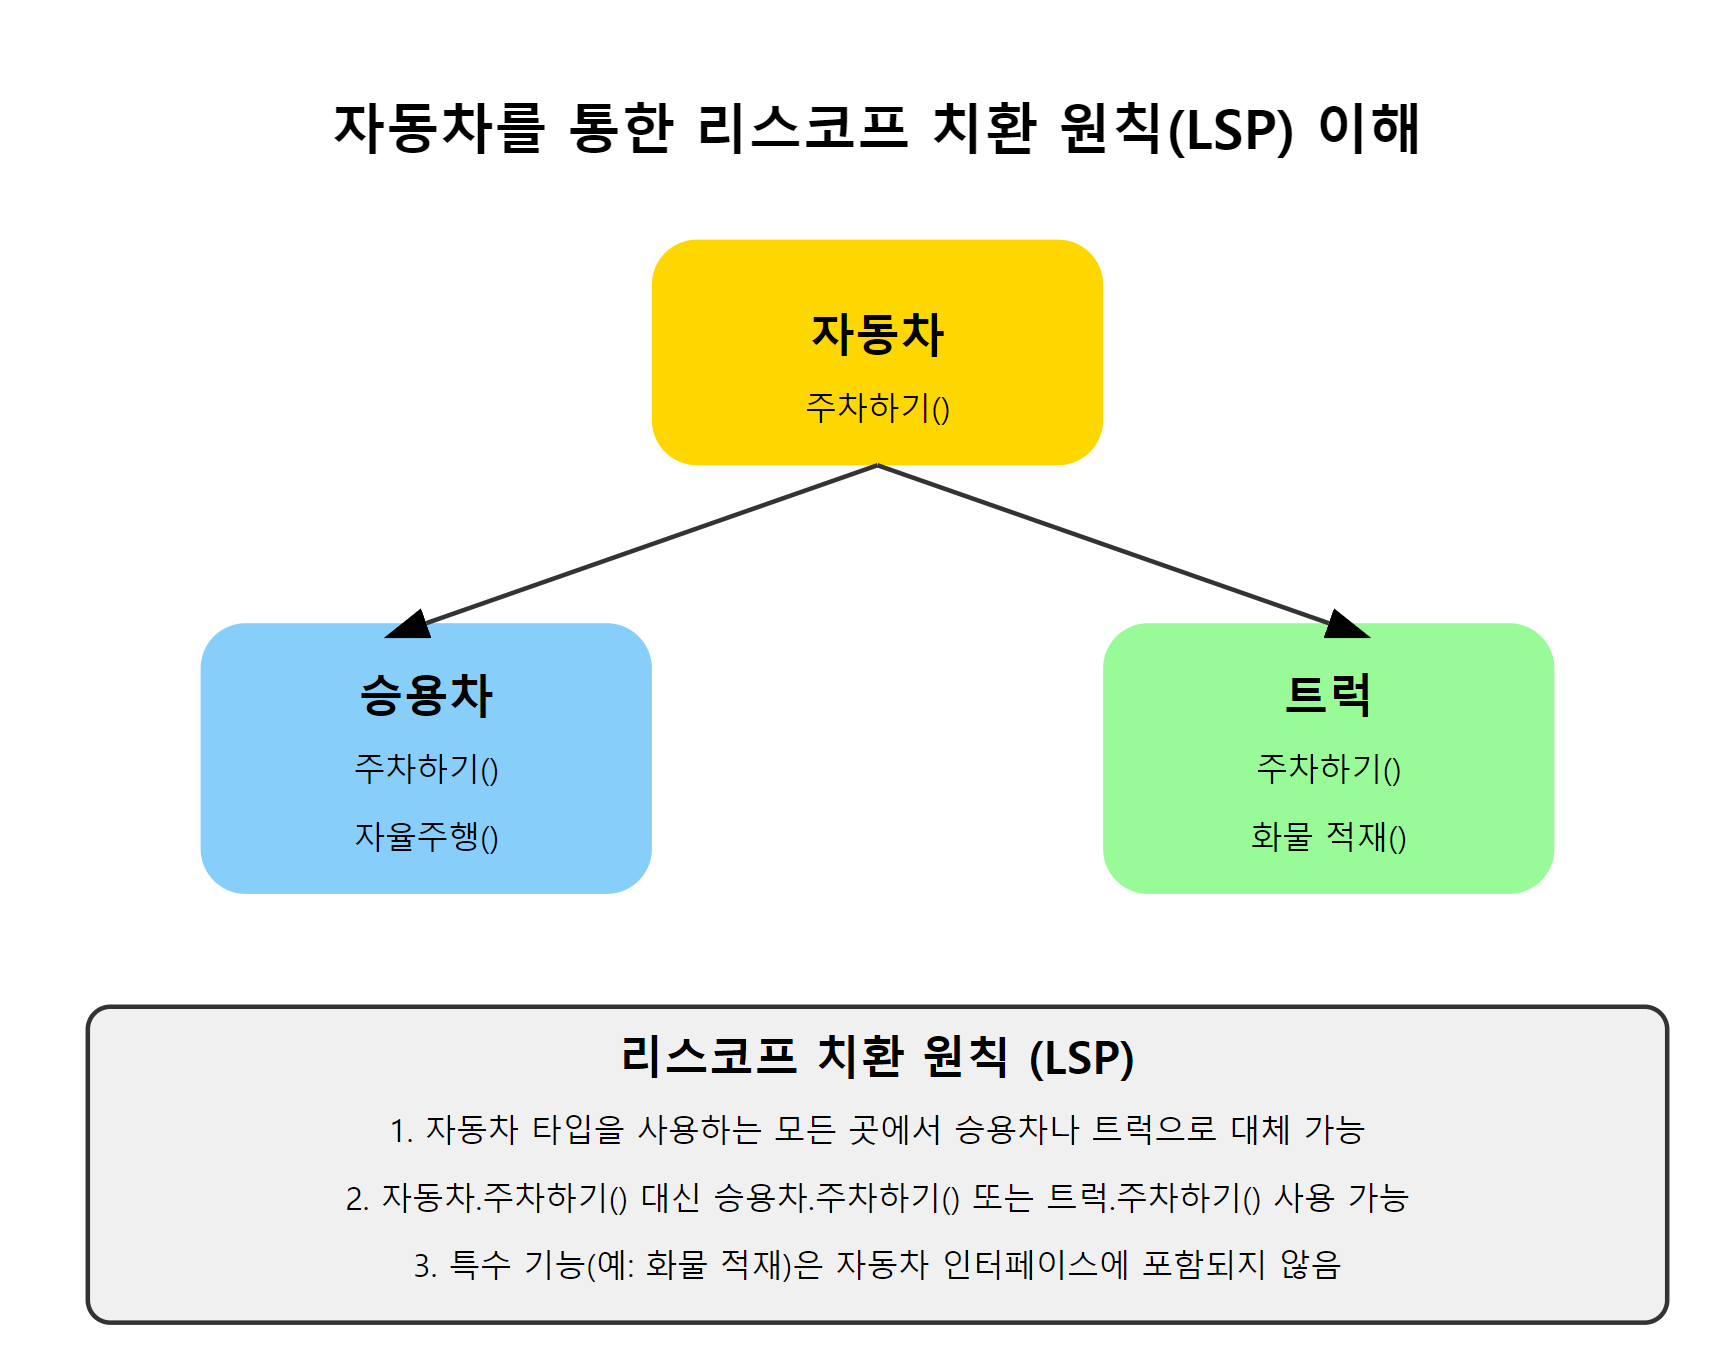 자동차를 통한 리스코프 치환 원칙(LSP) 이해
자동차
주차하기()
승용차
주차하기()
자율주행()
트럭
주차하기()
화물 적재()
리스코프 치환 원칙 (LSP)
1. 자동차 타입을 사용하는 모든 곳에서 승용차나 트럭으로 대체 가능
2. 자동차.주차하기() 대신 승용차.주차하기() 또는 트럭.주차하기() 사용 가능
3. 특수 기능(예: 화물 적재)은 자동차 인터페이스에 포함되지 않음